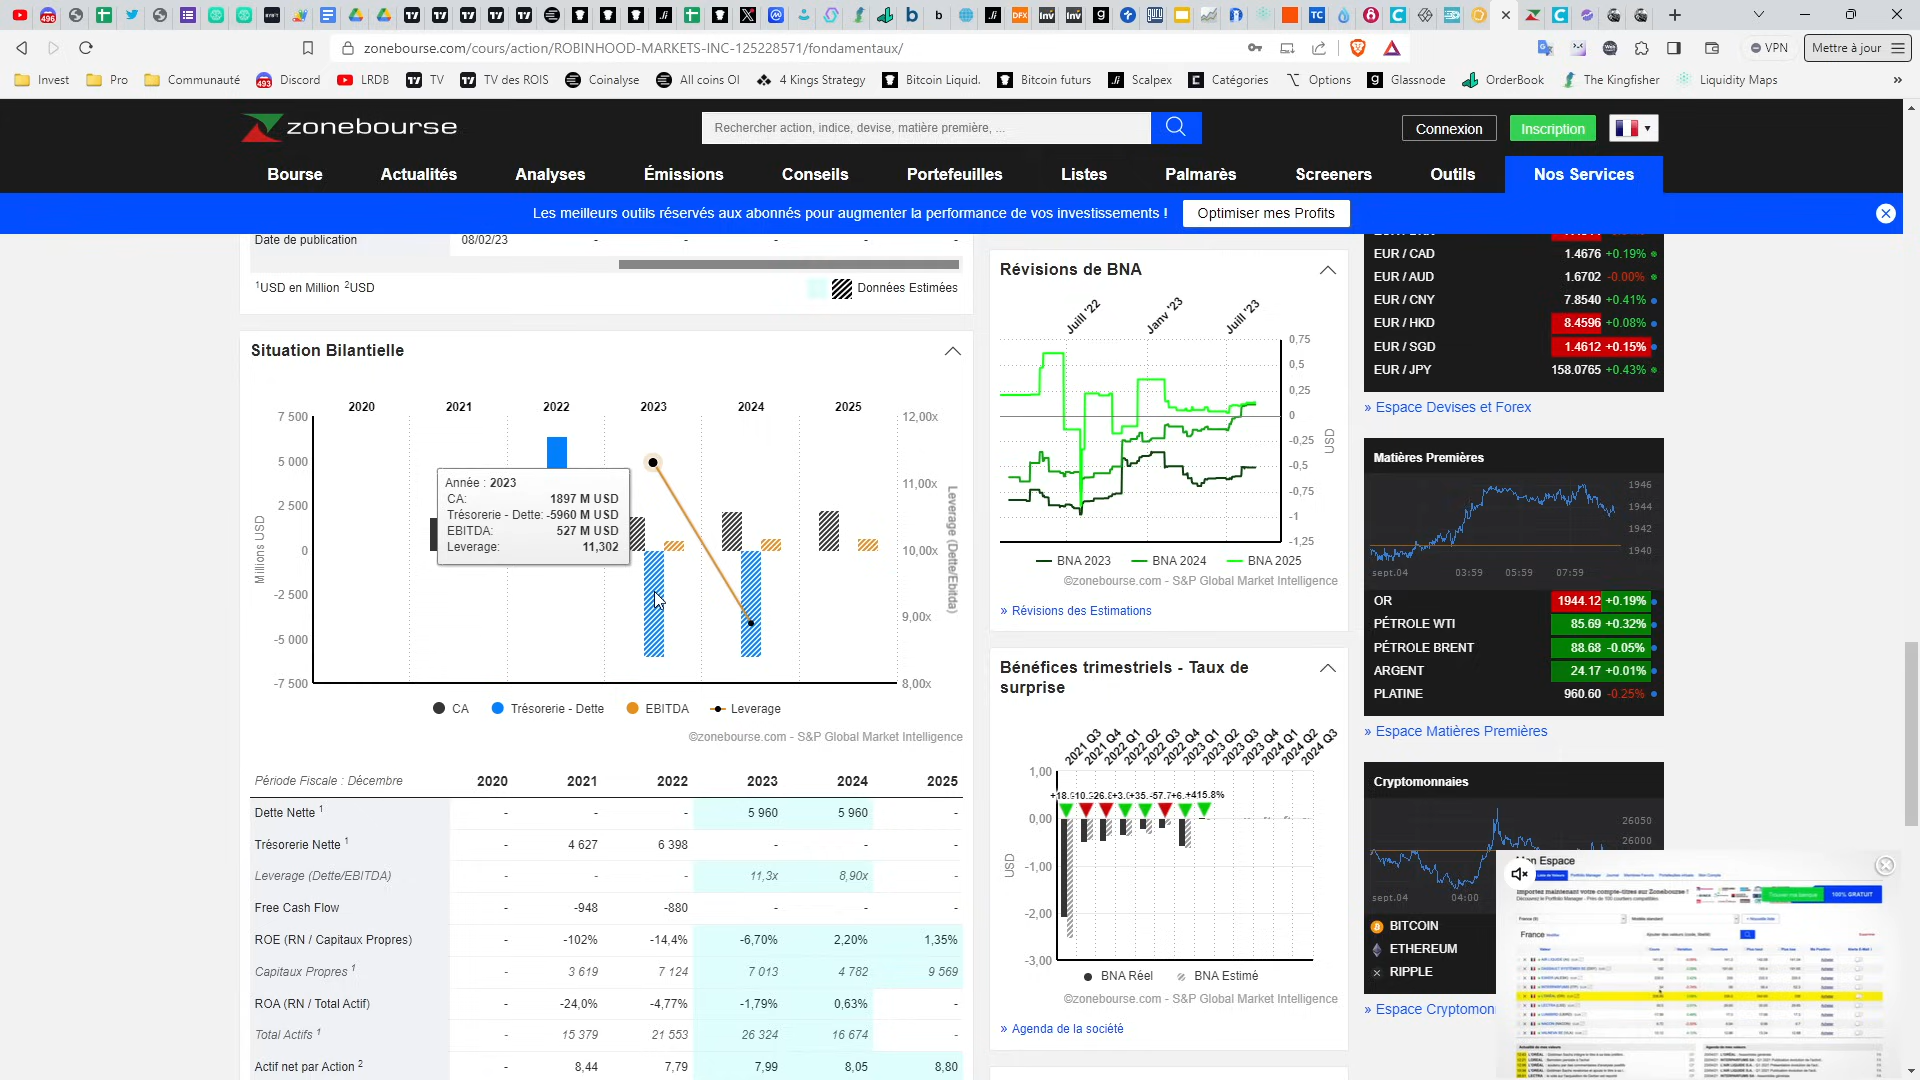 zonebourse.com/cours/action/ROBINHOOD-MARKETS-INC-125228571/fondamentaux/
VPN
Mettre à jour
Invest
Pro
Communauté
Discord
LRDB
TV
TV des ROIS
Coinalyse
All coins OI
4 Kings Strategy
Bitcoin Liquid.
Bitcoin futurs
Scalpex
Catégories
Options
Glassnode
OrderBook
The Kingfisher
Liquidity Maps
zonebourse
Rechercher action, indice, devise, matière première, ...
Connexion
Inscription
Bourse
Actualités
Analyses
Émissions
Conseils
Portefeuilles
Listes
Palmarès
Screeners
Outils
Nos Services
Les meilleurs outils réservés aux abonnés pour augmenter la performance de vos investissements !
Optimiser mes Profits
Date de publication 08/02/23 - - - - -
1USD en Million 2USD
Données Estimées
Situation Bilantielle
2020 2021 2022 2023 2024 2025
7 500
5 000
2 500
0
-2 500
-5 000
-7 500
Millions USD
12,00x
11,00x
10,00x
9,00x
8,00x
Leverage (Dette/Ebitda)
Année : 2023
CA: 1897 M USD
Trésorerie - Dette: -5960 M USD
EBITDA: 527 M USD
Leverage: 11,302
CA
Trésorerie - Dette
EBITDA
Leverage
©zonebourse.com - S&P Global Market Intelligence
Période Fiscale : Décembre 2020 2021 2022 2023 2024 2025
Dette Nette 1 - - - 5 960 5 960 -
Trésorerie Nette 1 - 4 627 6 398 - - -
Leverage (Dette/EBITDA) - - - 11,3x 8,90x -
Free Cash Flow - -948 -880 - - -
ROE (RN / Capitaux Propres) - -102% -14,4% -6,70% 2,20% 1,35%
Capitaux Propres 1 - 3 619 7 124 7 013 4 782 9 569
ROA (RN / Total Actif) - -24,0% -4,77% -1,79% 0,63% -
Total Actifs 1 - 15 379 21 553 26 324 16 674 -
Actif net par Action 2 - 8,44 7,79 7,99 8,05 8,80
Révisions de BNA
Juill '22
Janv '23
Juill '23
0,75
0,5
0,25
0
-0,25
-0,5
-0,75
-1
-1,25
USD
BNA 2023
BNA 2024
BNA 2025
©zonebourse.com - S&P Global Market Intelligence
» Révisions des Estimations
Bénéfices trimestriels - Taux de
surprise
2021 Q3
2021 Q4
2022 Q1
2022 Q2
2022 Q3
2022 Q4
2023 Q1
2023 Q2
2023 Q3
2023 Q4
2024 Q1
2024 Q2
2024 Q3
+415.8%
1,00
0,00
-1,00
-2,00
-3,00
USD
BNA Réel
BNA Estimé
©zonebourse.com - S&P Global Market Intelligence
» Agenda de la société
EUR / CAD 1.4676 +0.19%
EUR / AUD 1.6702 -0.00%
EUR / CNY 7.8540 +0.41%
EUR / HKD 8.4596 +0.08%
EUR / SGD 1.4612 +0.15%
EUR / JPY 158.0765 +0.43%
» Espace Devises et Forex
Matières Premières
1946
1944
1942
1940
sept.04 03:59 05:59 07:59
OR 1944.12 +0.19%
PÉTROLE WTI 85.69 +0.32%
PÉTROLE BRENT 88.68 -0.05%
ARGENT 24.17 +0.01%
PLATINE 960.60 -0.25%
» Espace Matières Premières
Cryptomonnaies
26050
26000
sept.04 04:00
BITCOIN
ETHEREUM
RIPPLE
» Espace Cryptomon
Mon Espace
Importez maintenant votre compte-titres sur Zonebourse !
100% GRATUIT
France